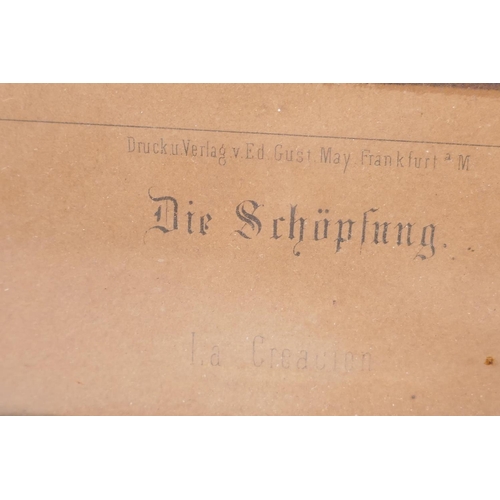 Druck u Verlag v. Ed. Gust. May Frankfurt a M
Die Schöpfung.
La Creation